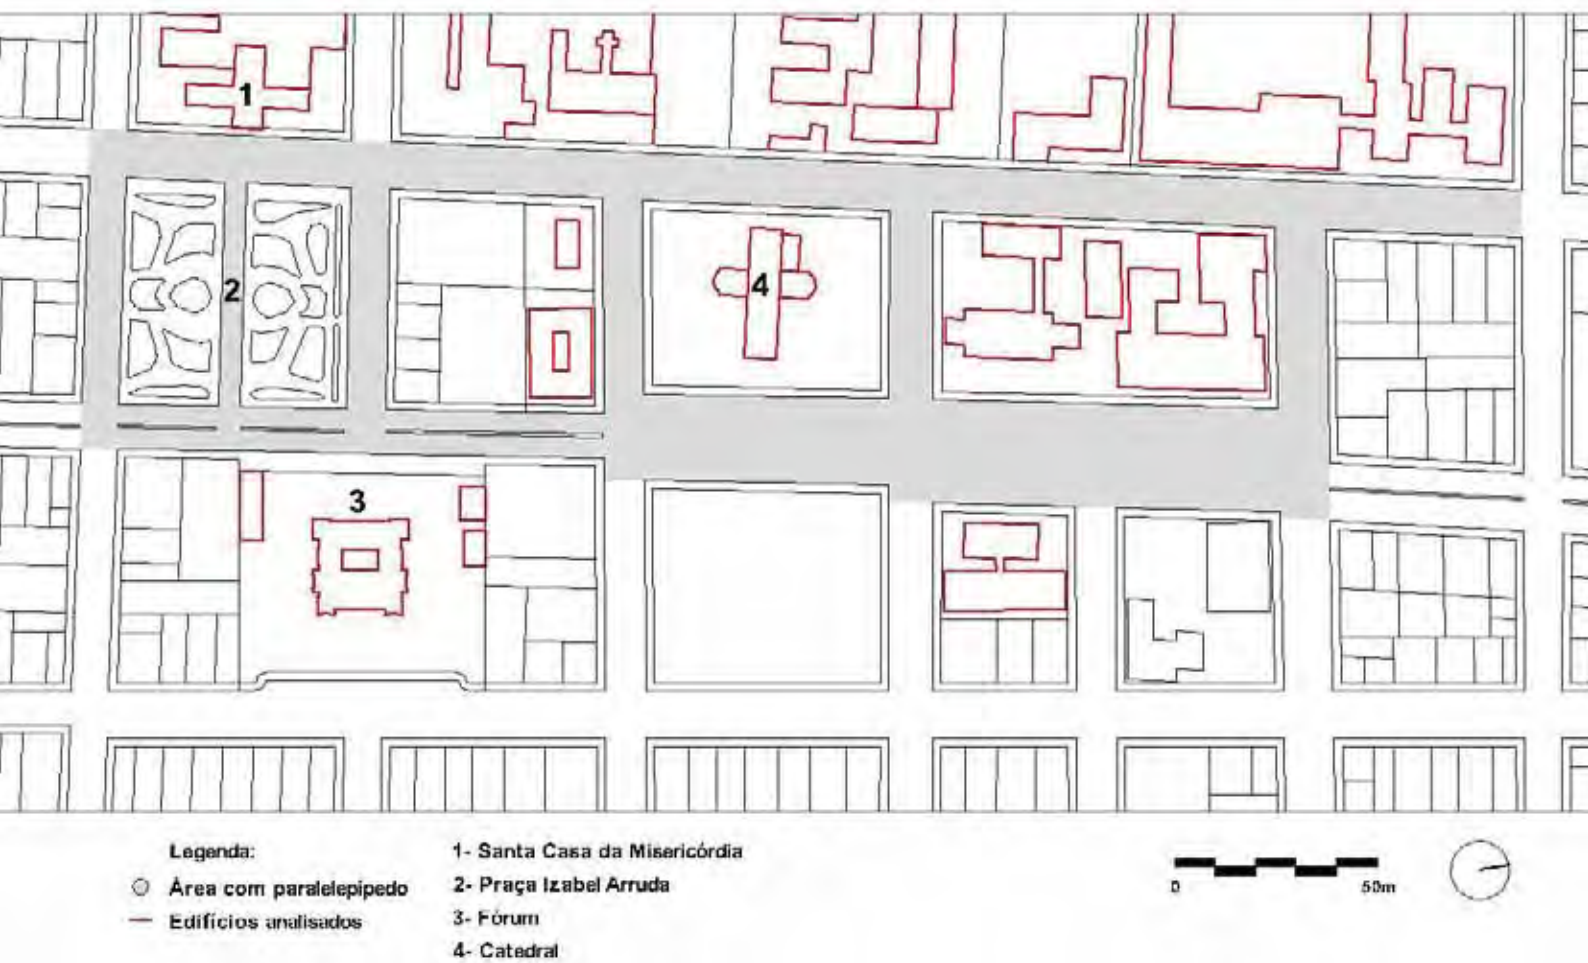 1
2
3
4
Legenda:
Área com paralelepípedo
Edifícios analisados
1- Santa Casa da Misericórdia
2- Praça Izabel Arruda
3- Fórum
4- Catedral
0 50m